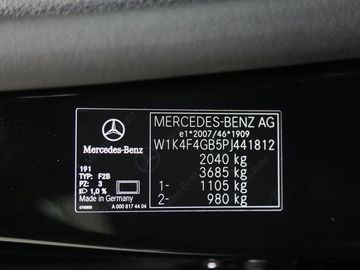 MERCEDES-BENZ AG
e1*2007/46*1909
W1K4F4GB5PJ441812
2040 kg
3685 kg
1- 1105 kg
2- 980 kg
Mercedes-Benz
191
TYP: F2B
PZ: 3
1,0 %
Made in Germany
A 000 817 44 04